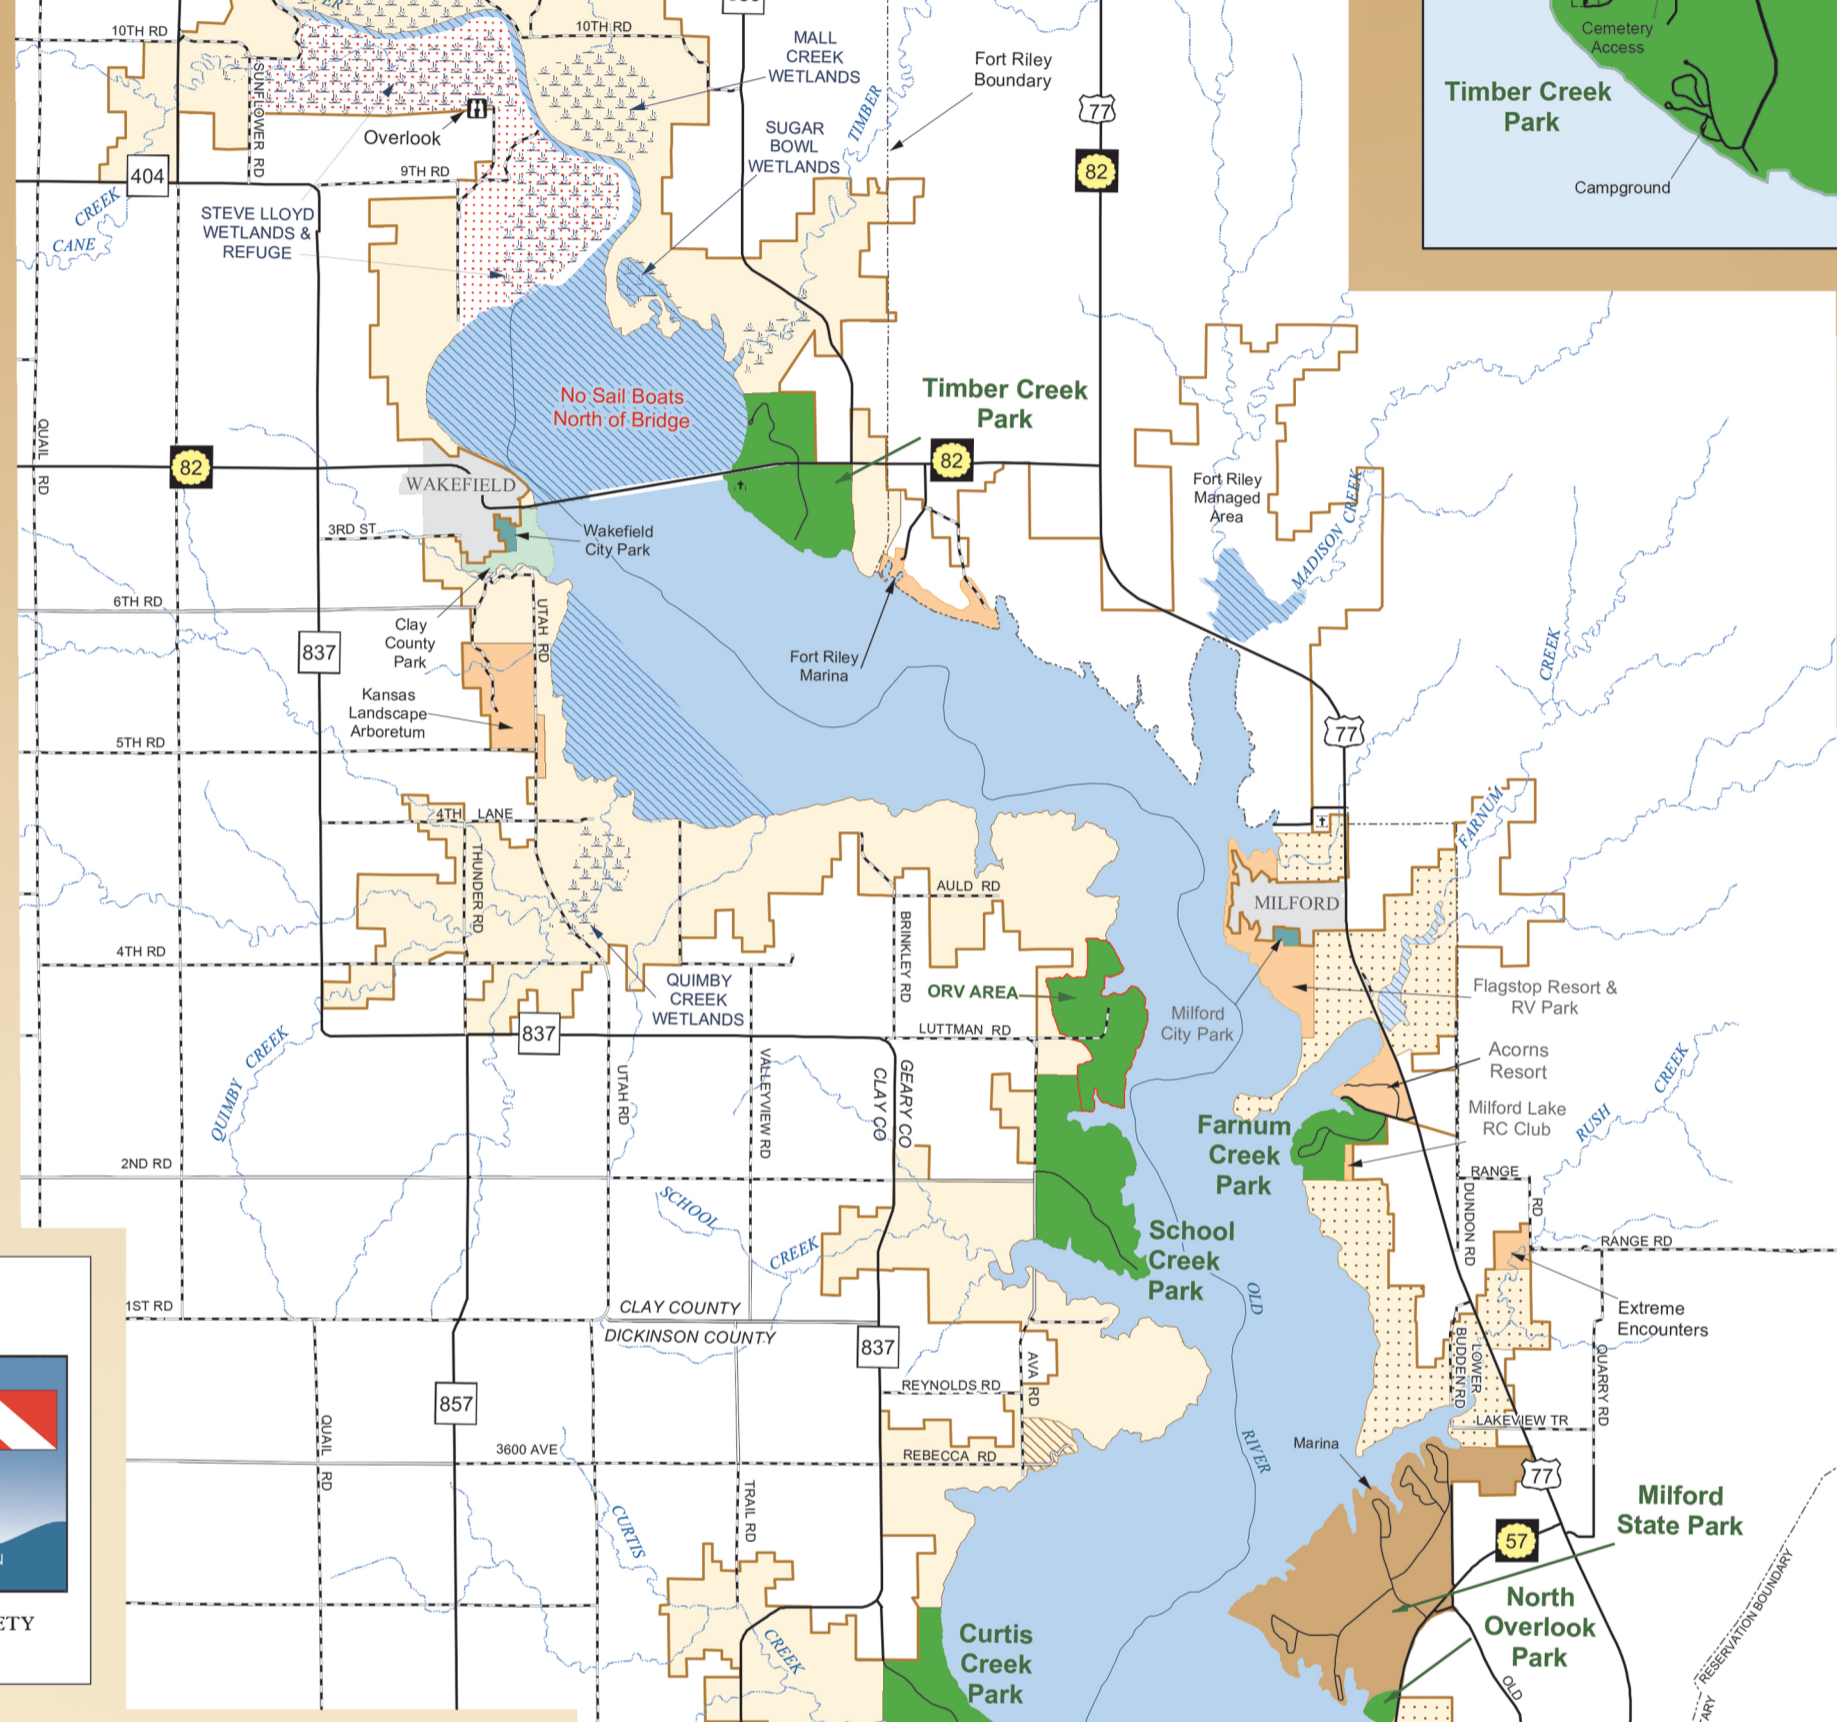 10TH RD
10TH RD
SUNFLOWER RD
MALL
CREEK
WETLANDS
Fort Riley
Boundary
TIMBER
77
82
Cemetery
Access
Timber Creek
Park
Campground
Overlook
SUGAR
BOWL
WETLANDS
404
9TH RD
CREEK
CANE
STEVE LLOYD
WETLANDS &
REFUGE
No Sail Boats
North of Bridge
Timber Creek
Park
QUAIL RD
82
82
WAKEFIELD
3RD ST
Wakefield
City Park
Fort Riley
Managed
Area
MADISON CREEK
6TH RD
UTAH RD
Clay
County
Park
837
Fort Riley
Marina
Kansas
Landscape
Arboretum
CREEK
77
5TH RD
FARNUM
4TH LANE
THUNDER RD
AULD RD
MILFORD
BRINKLEY RD
4TH RD
QUIMBY
CREEK
WETLANDS
ORV AREA
Flagstop Resort &
RV Park
Milford
City Park
LUTTMAN RD
837
QUIMBY CREEK
UTAH RD
VALLEYVIEW RD
CLAY CO
GEARY CO
Acorns
Resort
Milford Lake
RC Club
CREEK
RUSH
Farnum
Creek
Park
2ND RD
RANGE
RD
DUNDON RD
SCHOOL
CREEK
School
Creek
Park
RANGE RD
1ST RD
CLAY COUNTY
DICKINSON COUNTY
OLD
Extreme
Encounters
837
AVA RD
LOWER
BUDDEN RD
QUARRY RD
REYNOLDS RD
857
QUAIL RD
LAKEVIEW TR
3600 AVE
REBECCA RD
RIVER
Marina
77
TRAIL RD
CURTIS
Milford
State Park
57
N
ETY
North
Overlook
Park
RESERVATION BOUNDARY
CREEK
Curtis
Creek
Park
OLD